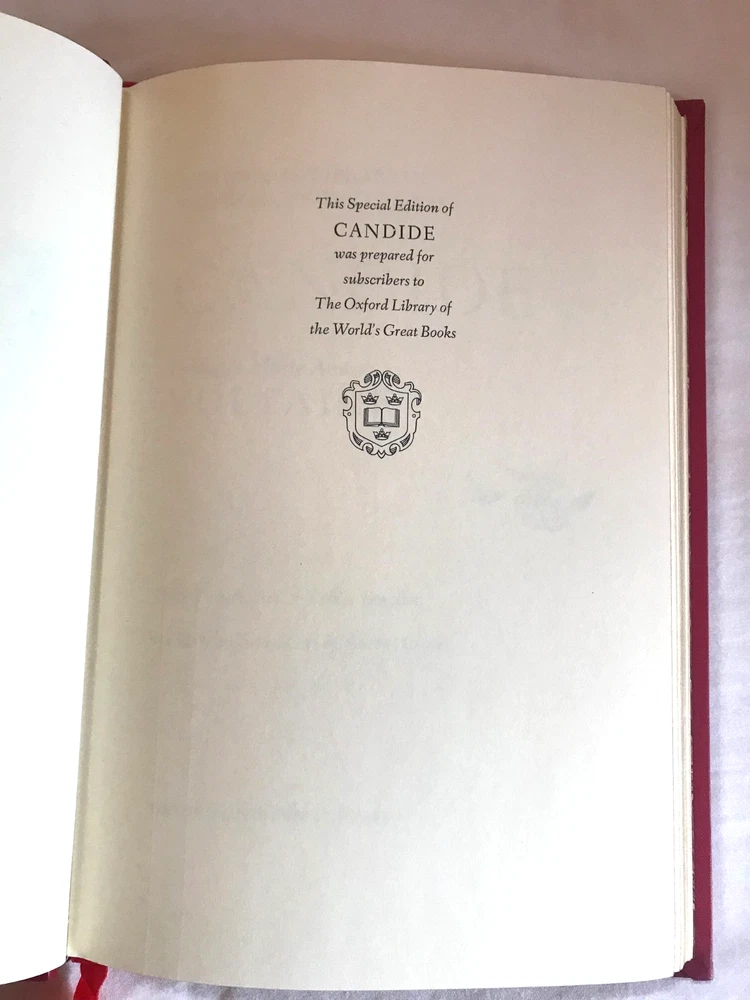 This Special Edition of
CANDIDE
was prepared for
subscribers to
The Oxford Library of
the World's Great Books